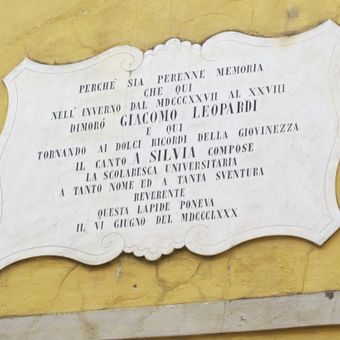 PERCHE' SIA PERENNE MEMORIA
CHE QUI
NELL' INVERNO DAL MDCCCXXVII AL XXVIII
DIMORÓ GIACOMO LEOPARDI
E QUI
TORNANDO AI DOLCI RICORDI DELLA GIOVINEZZA
IL CANTO A SILVIA COMPOSE
LA SCOLARESCA UNIVERSITARIA
A TANTO NOME ED A TANTA SVENTURA
REVERENTE
QUESTA LAPIDE PONEVA
IL VI GIUGNO DEL MDCCCLXXX